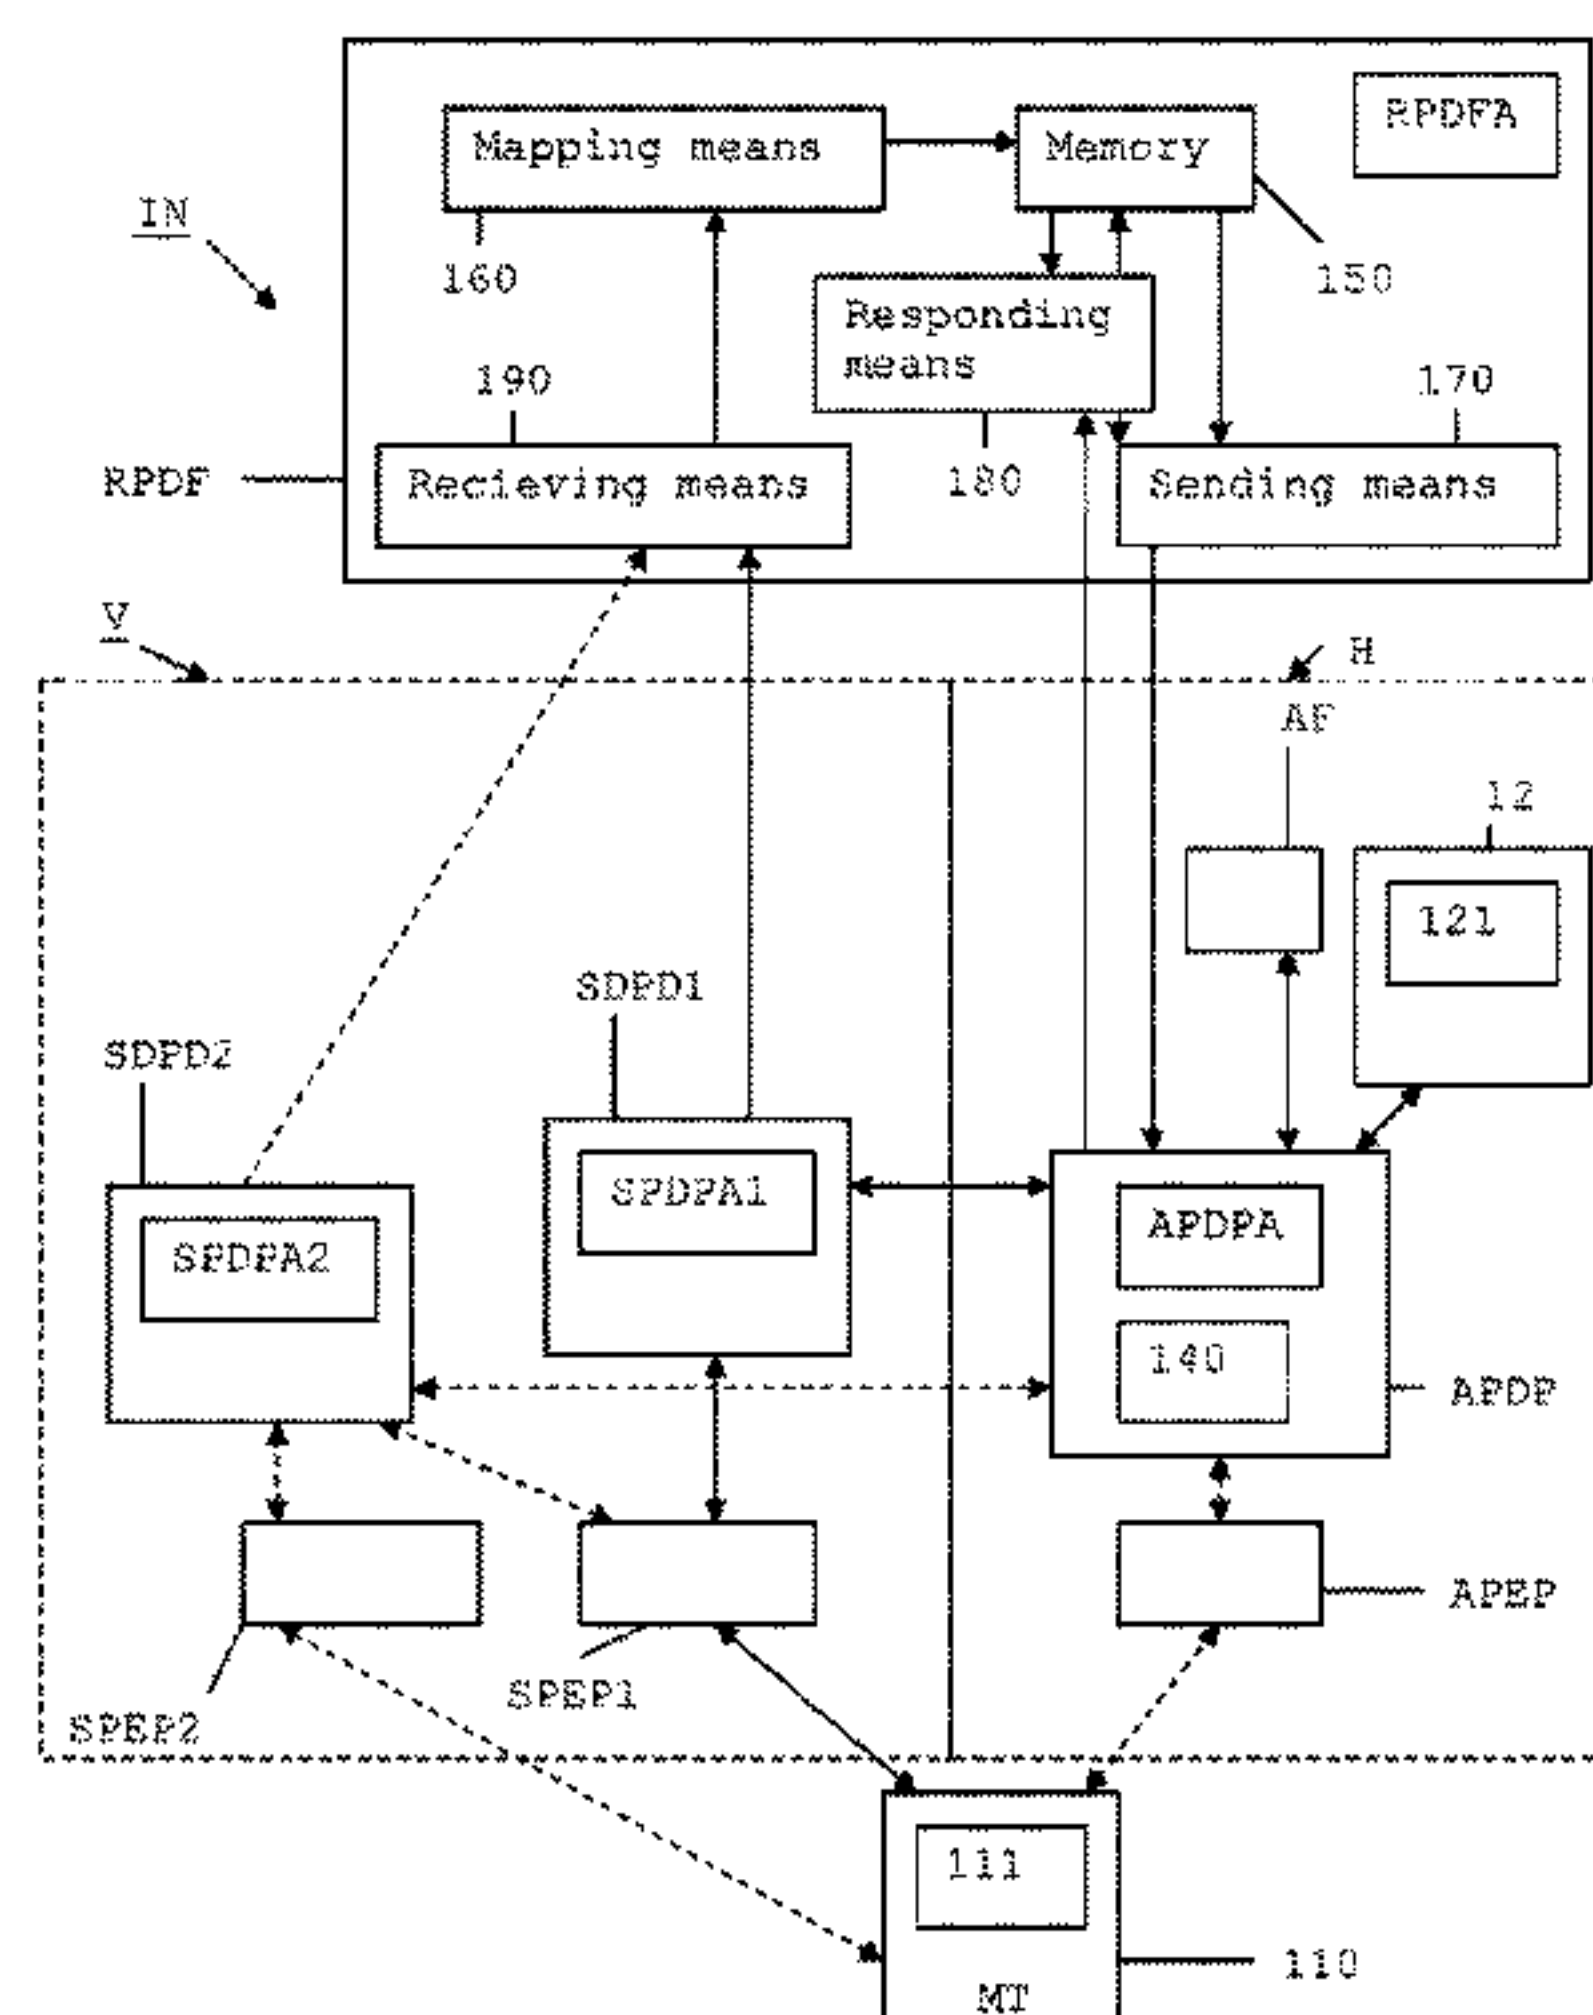 RPDFA
Mapping means
Memory
IN
160
150
Responding
means
190
170
RPDF
Recieving means
180
Sending means
V
H
AF
12
121
SDPD1
SDPD2
SPDPA1
APDPA
SPDPA2
140
APDP
APEP
SPEP1
SPEP2
111
110
MT